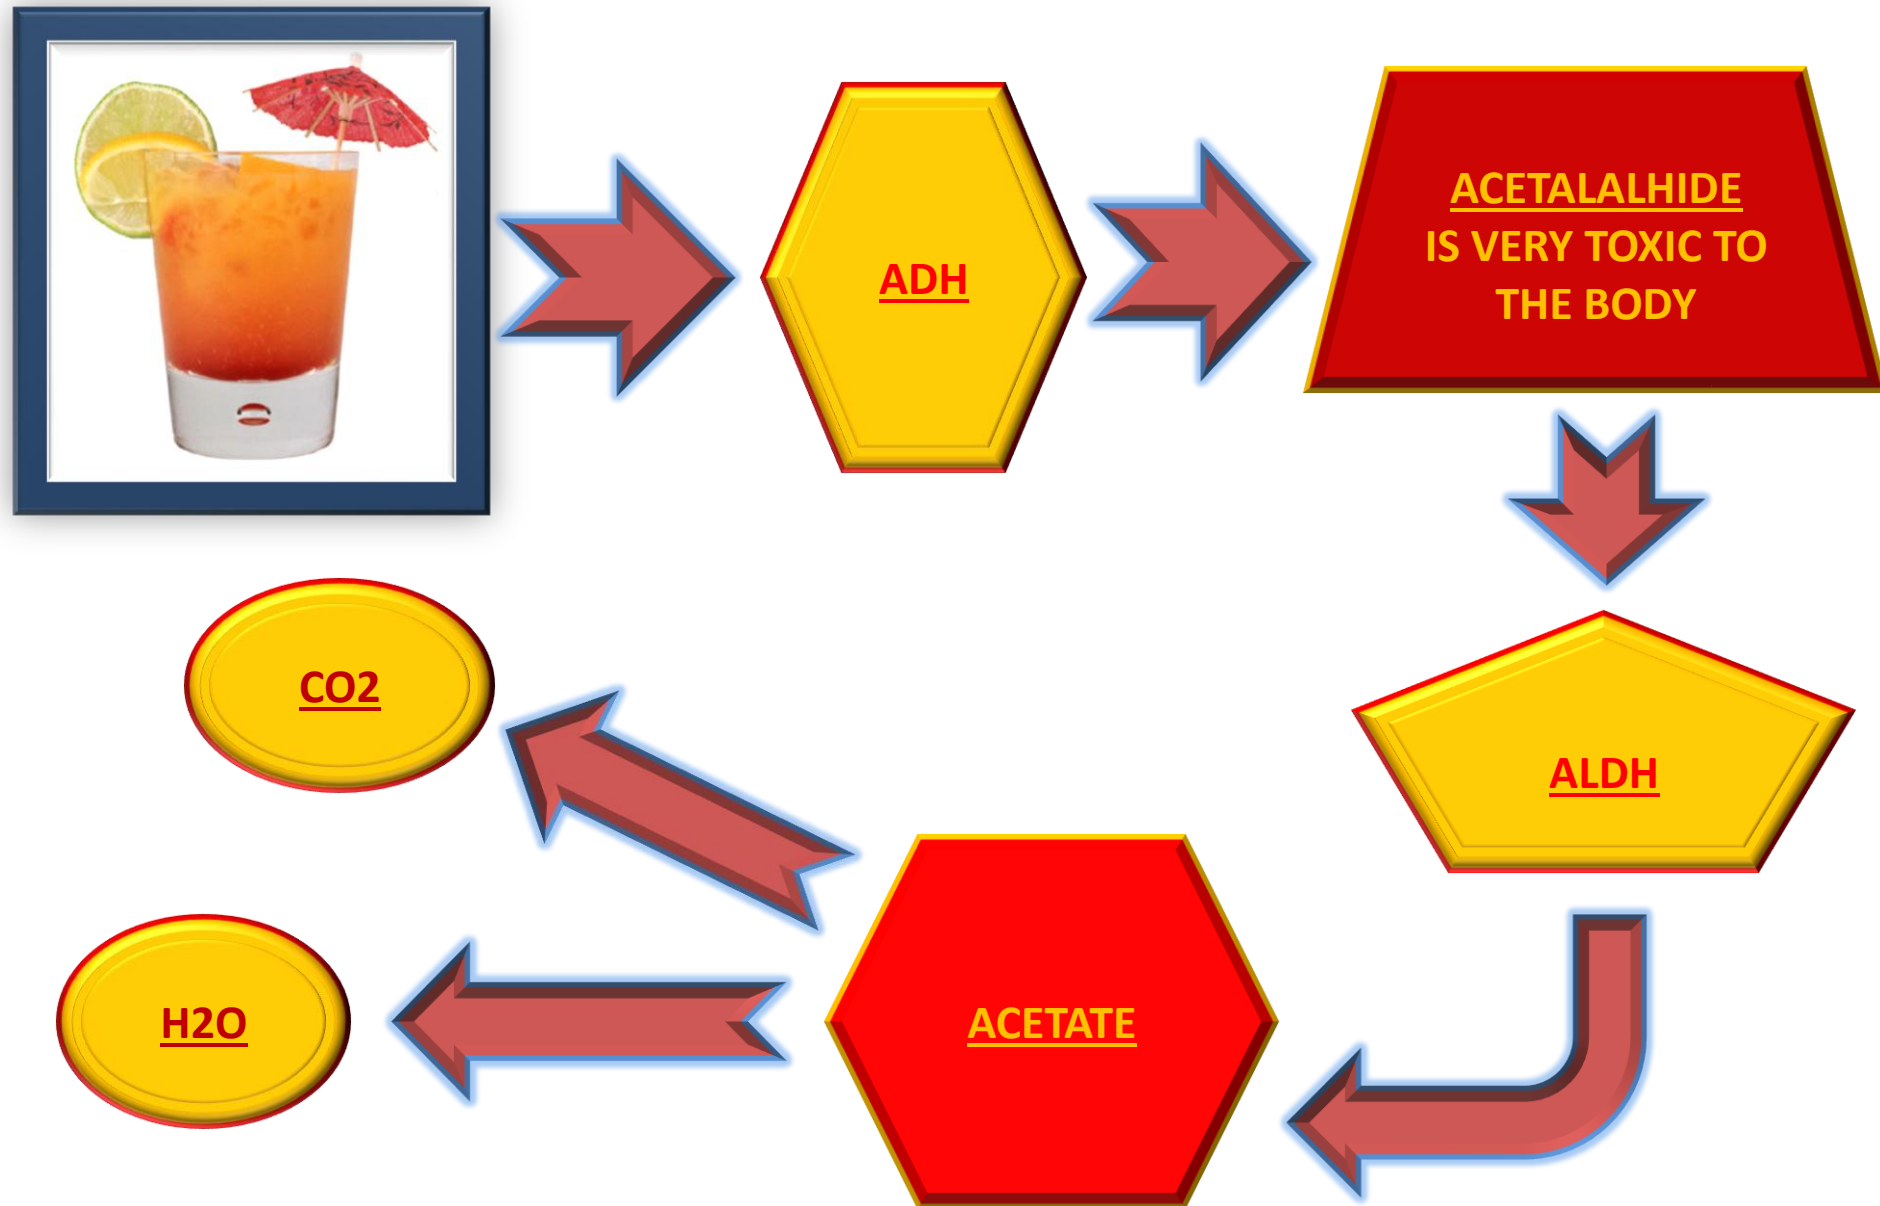 ADH
ACETALALHIDE
IS VERY TOXIC TO
THE BODY
ALDH
ACETATE
CO2
H2O